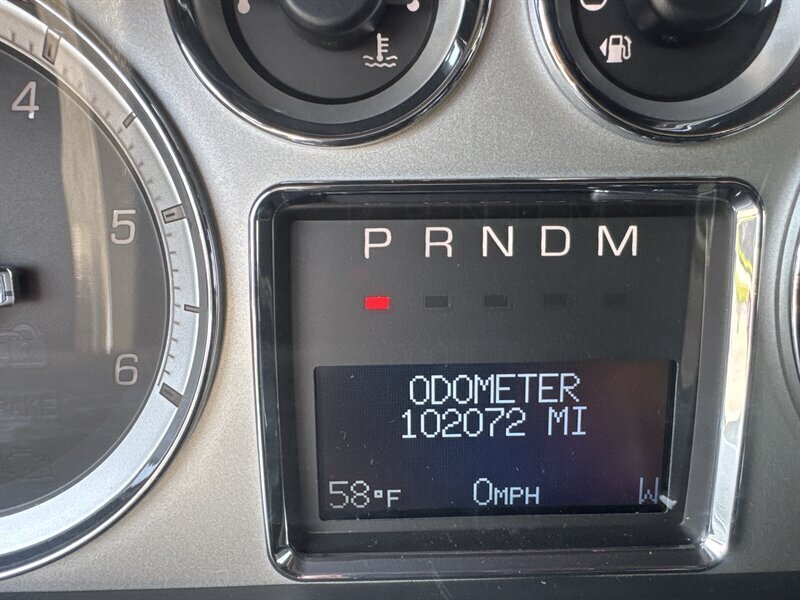 4
5
6
P R N D M
ODOMETER
102072 MI
58°F 0MPH W